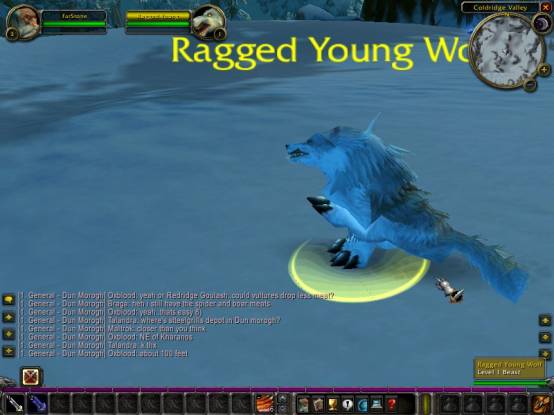 FarStone
Ragged Young
Coldridge Valley
Ragged Young Wo
[1. General - Dun Morogh] Oxblood: yeah or Redridge Goulash..could vultures drop less meat?
[1. General - Dun Morogh] Braga: heh i still have the spider and boar meats
[1. General - Dun Morogh] Oxblood: yeah..thats easy 8)
[1. General - Dun Morogh] Talandra: where's steelgrills depot in Dun morogh?
[1. General - Dun Morogh] Maltrok: closer than you think
[1. General - Dun Morogh] Oxblood: NE of Kharanos
[1. General - Dun Morogh] Talandra: k thx
[1. General - Dun Morogh] Oxblood: about 100 feet
Ragged Young Wolf
Level 1 Beast